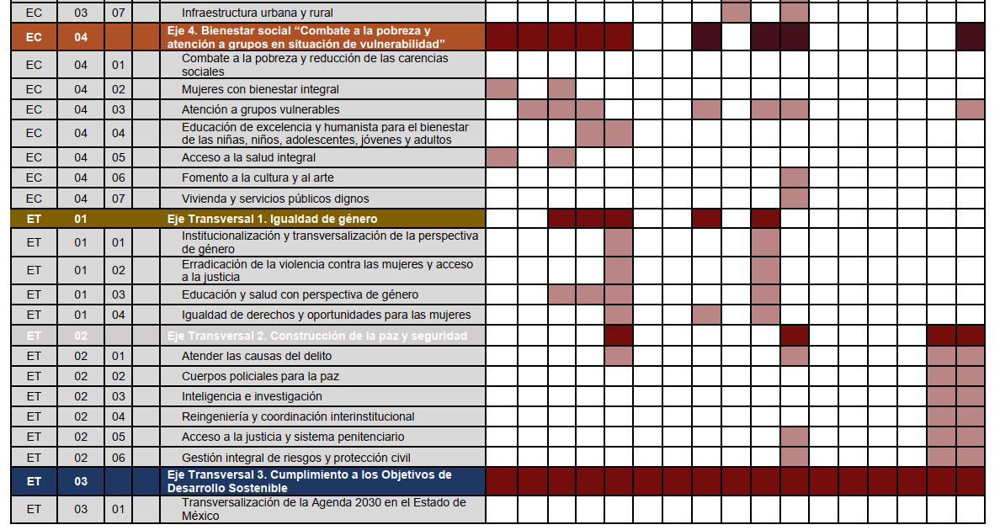 EC 03 07 Infraestructura urbana y rural
EC 04 Eje 4. Bienestar social “Combate a la pobreza y
atención a grupos en situación de vulnerabilidad”
EC 04 01 Combate a la pobreza y reducción de las carencias
sociales
EC 04 02 Mujeres con bienestar integral
EC 04 03 Atención a grupos vulnerables
EC 04 04 Educación de excelencia y humanista para el bienestar
de las niñas, niños, adolescentes, jóvenes y adultos
EC 04 05 Acceso a la salud integral
EC 04 06 Fomento a la cultura y al arte
EC 04 07 Vivienda y servicios públicos dignos
ET 01 Eje Transversal 1. Igualdad de género
ET 01 01 Institucionalización y transversalización de la perspectiva
de género
ET 01 02 Erradicación de la violencia contra las mujeres y acceso
a la justicia
ET 01 03 Educación y salud con perspectiva de género
ET 01 04 Igualdad de derechos y oportunidades para las mujeres
ET 02 Eje Transversal 2. Construcción de la paz y seguridad
ET 02 01 Atender las causas del delito
ET 02 02 Cuerpos policiales para la paz
ET 02 03 Inteligencia e investigación
ET 02 04 Reingeniería y coordinación interinstitucional
ET 02 05 Acceso a la justicia y sistema penitenciario
ET 02 06 Gestión integral de riesgos y protección civil
ET 03 Eje Transversal 3. Cumplimiento a los Objetivos de
Desarrollo Sostenible
ET 03 01 Transversalización de la Agenda 2030 en el Estado de
México